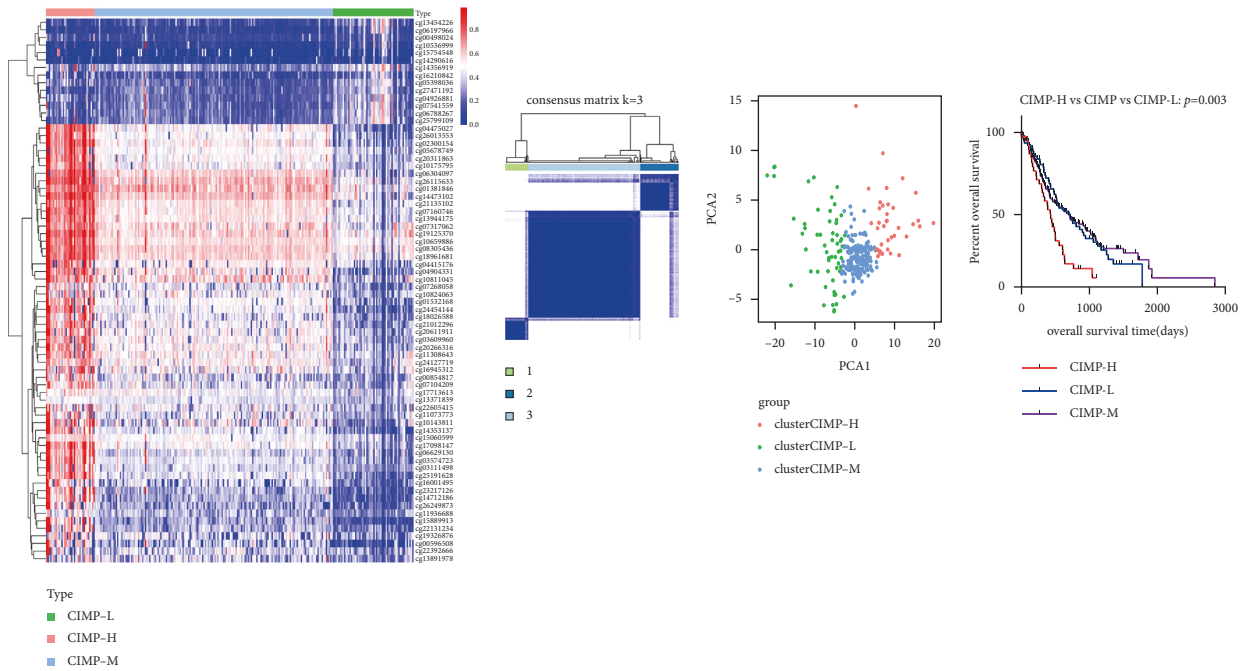 Type
cg13454226
cg06197966
cg00498024
cg10536999
cg15754548
cg14290616
cg14356919
cg16210842
cg05398036
cg27471192
cg04926881
cg07541559
cg06788267
cg25799109
cg04475027
cg26013553
cg02300154
cg05678749
cg20311863
cg10175795
cg06304097
cg26115633
cg01381846
cg14473102
cg21135102
cg07160746
cg13944175
cg07317062
cg19125370
cg10659886
cg08305436
cg18961681
cg04415176
cg04904331
cg10811045
cg07268058
cg10824063
cg01532168
cg24454144
cg18026588
cg21012296
cg20611911
cg03609960
cg20266316
cg11308643
cg24127719
cg16945312
cg00854817
cg07104209
cg17713613
cg13371839
cg22605415
cg11073773
cg10143811
cg14353137
cg15060599
cg17098147
cg06629130
cg03574723
cg03111498
cg25191628
cg16001495
cg23217126
cg14712186
cg26249873
cg11936688
cg15889913
cg22131234
cg19326876
cg00596508
cg22392666
cg13891978
0.8
0.6
0.4
0.2
0.0
Type
CIMP–L
CIMP–H
CIMP–M
consensus matrix k=3
1
2
3
15
10
5
0
−5
PCA2
−20
−10
0
10
20
PCA1
group
clusterCIMP–H
clusterCIMP–L
clusterCIMP–M
CIMP-H vs CIMP vs CIMP-L: p=0.003
100
50
0
Percent overall survival
0
1000
2000
3000
overall survival time(days)
CIMP-H
CIMP-L
CIMP-M